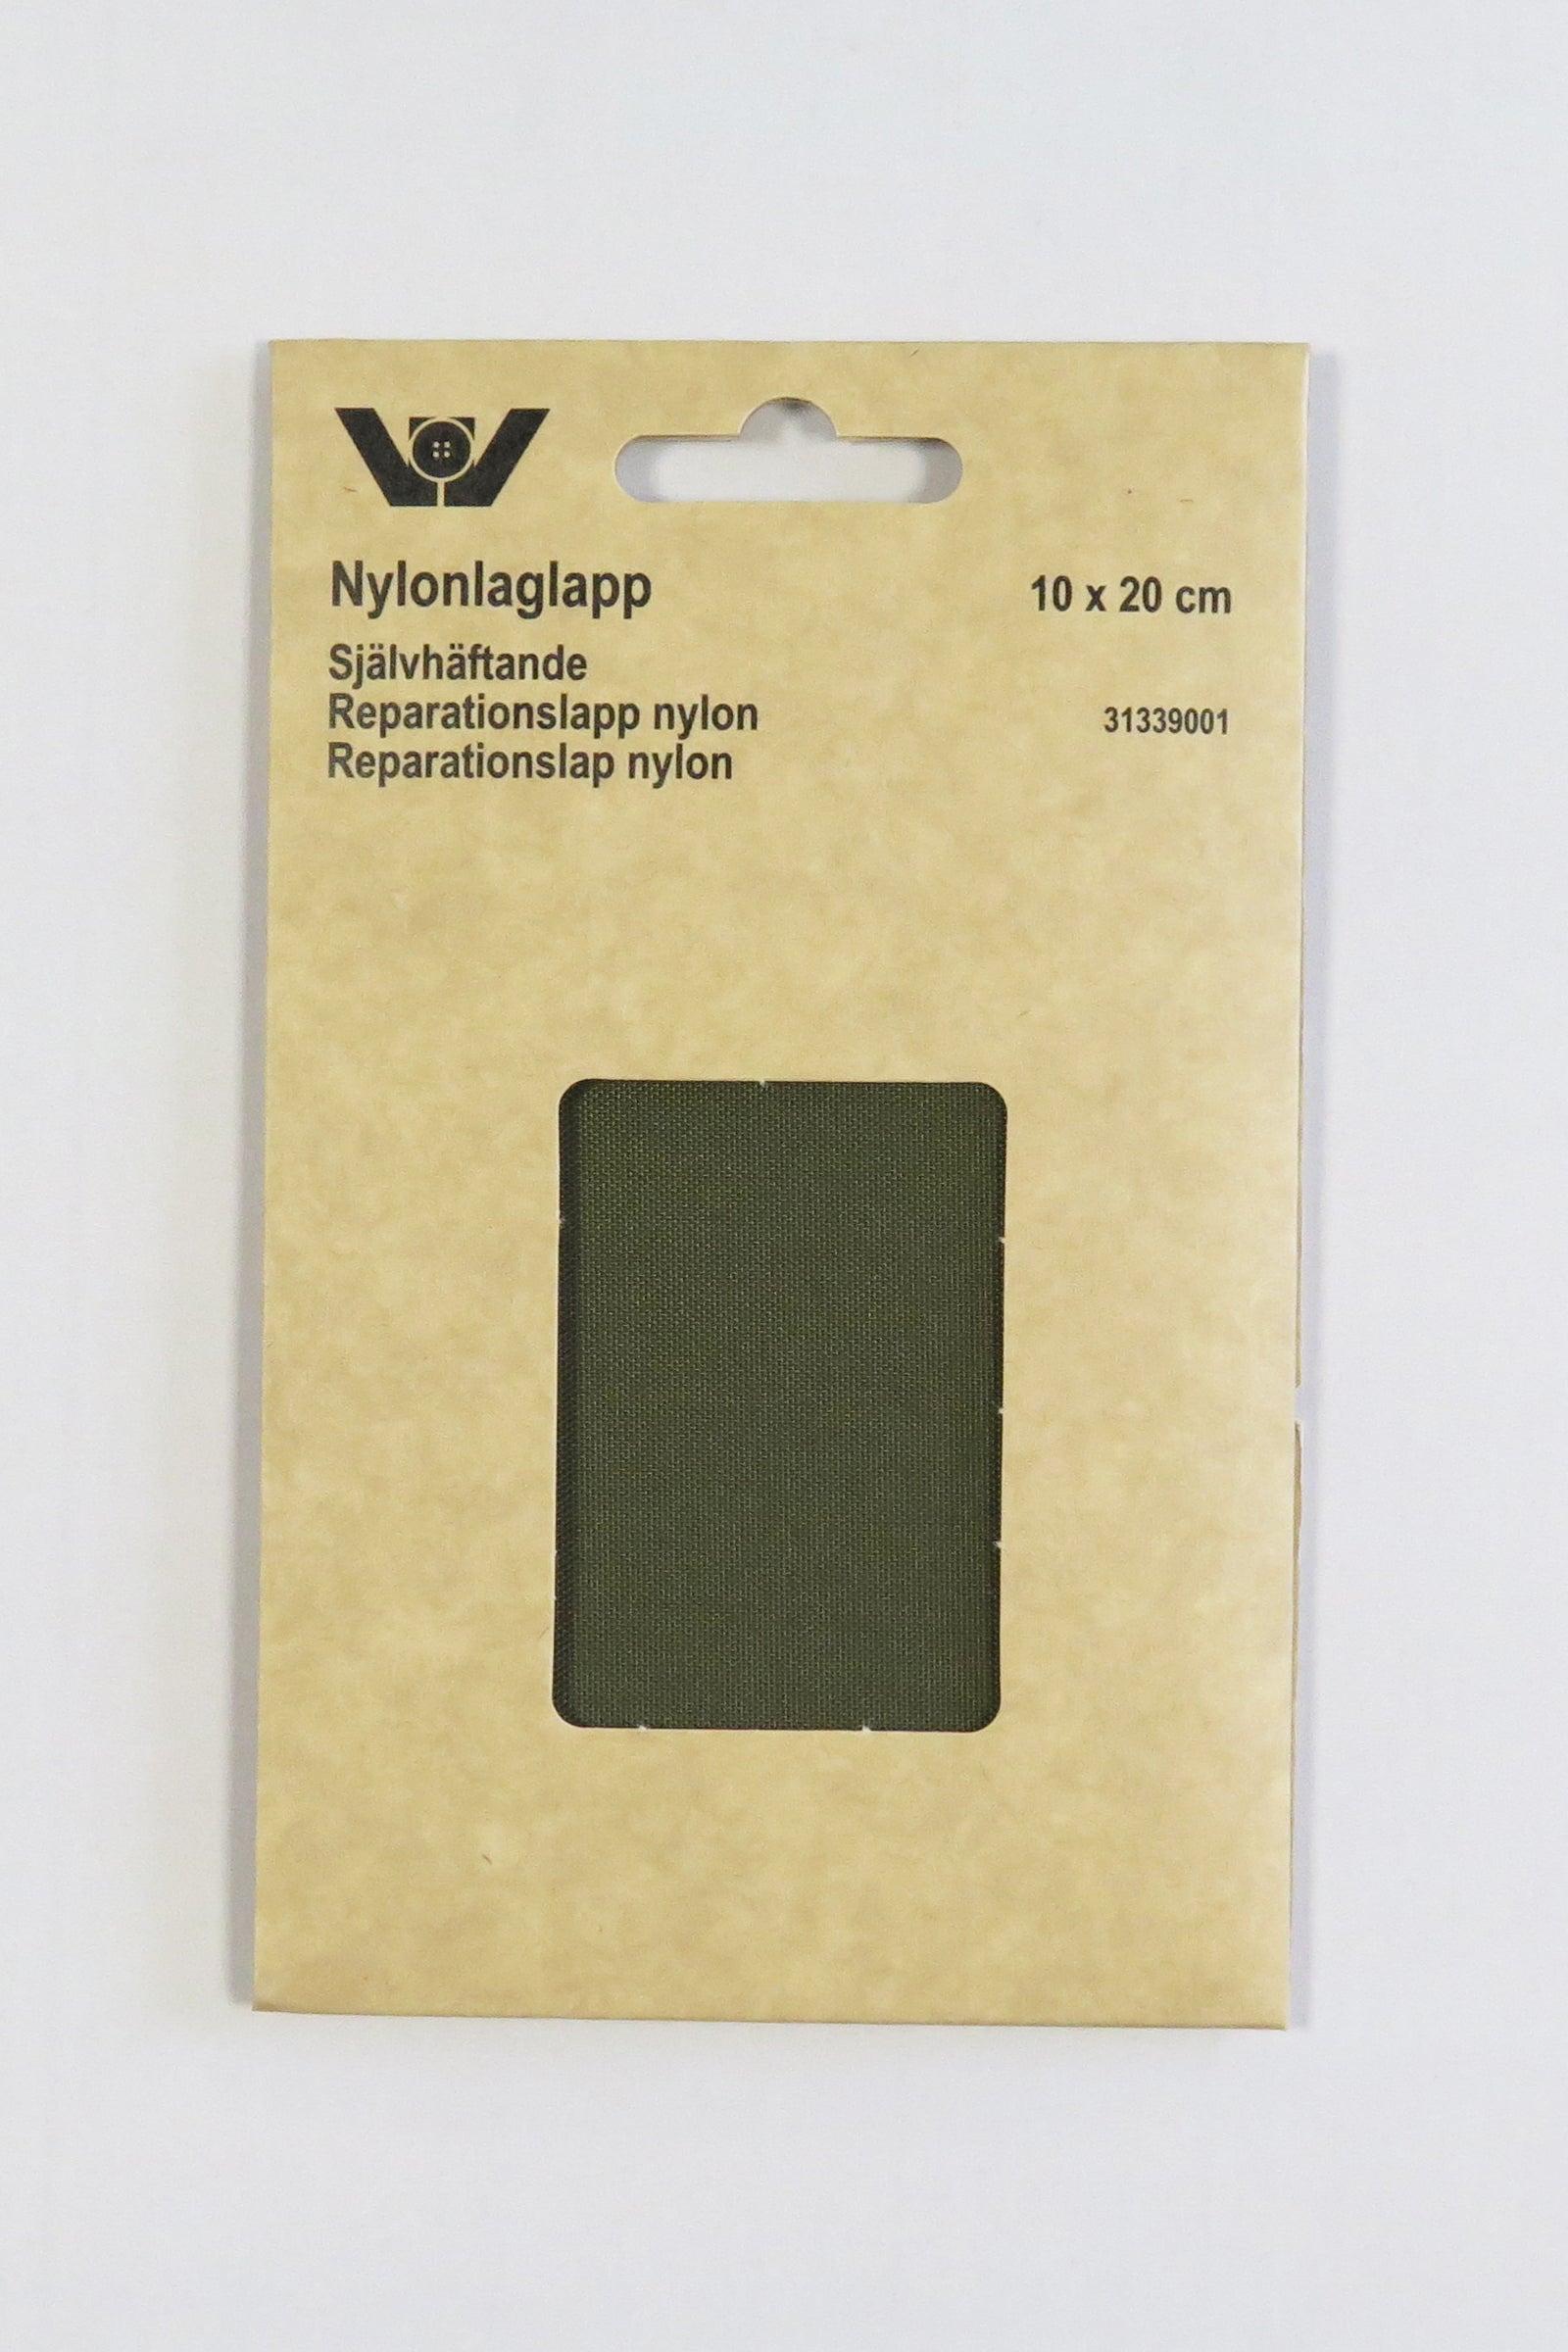 Nylonlaglapp
10 x 20 cm
Självhäftande
Reparationslapp nylon
31339001
Reparationslap nylon